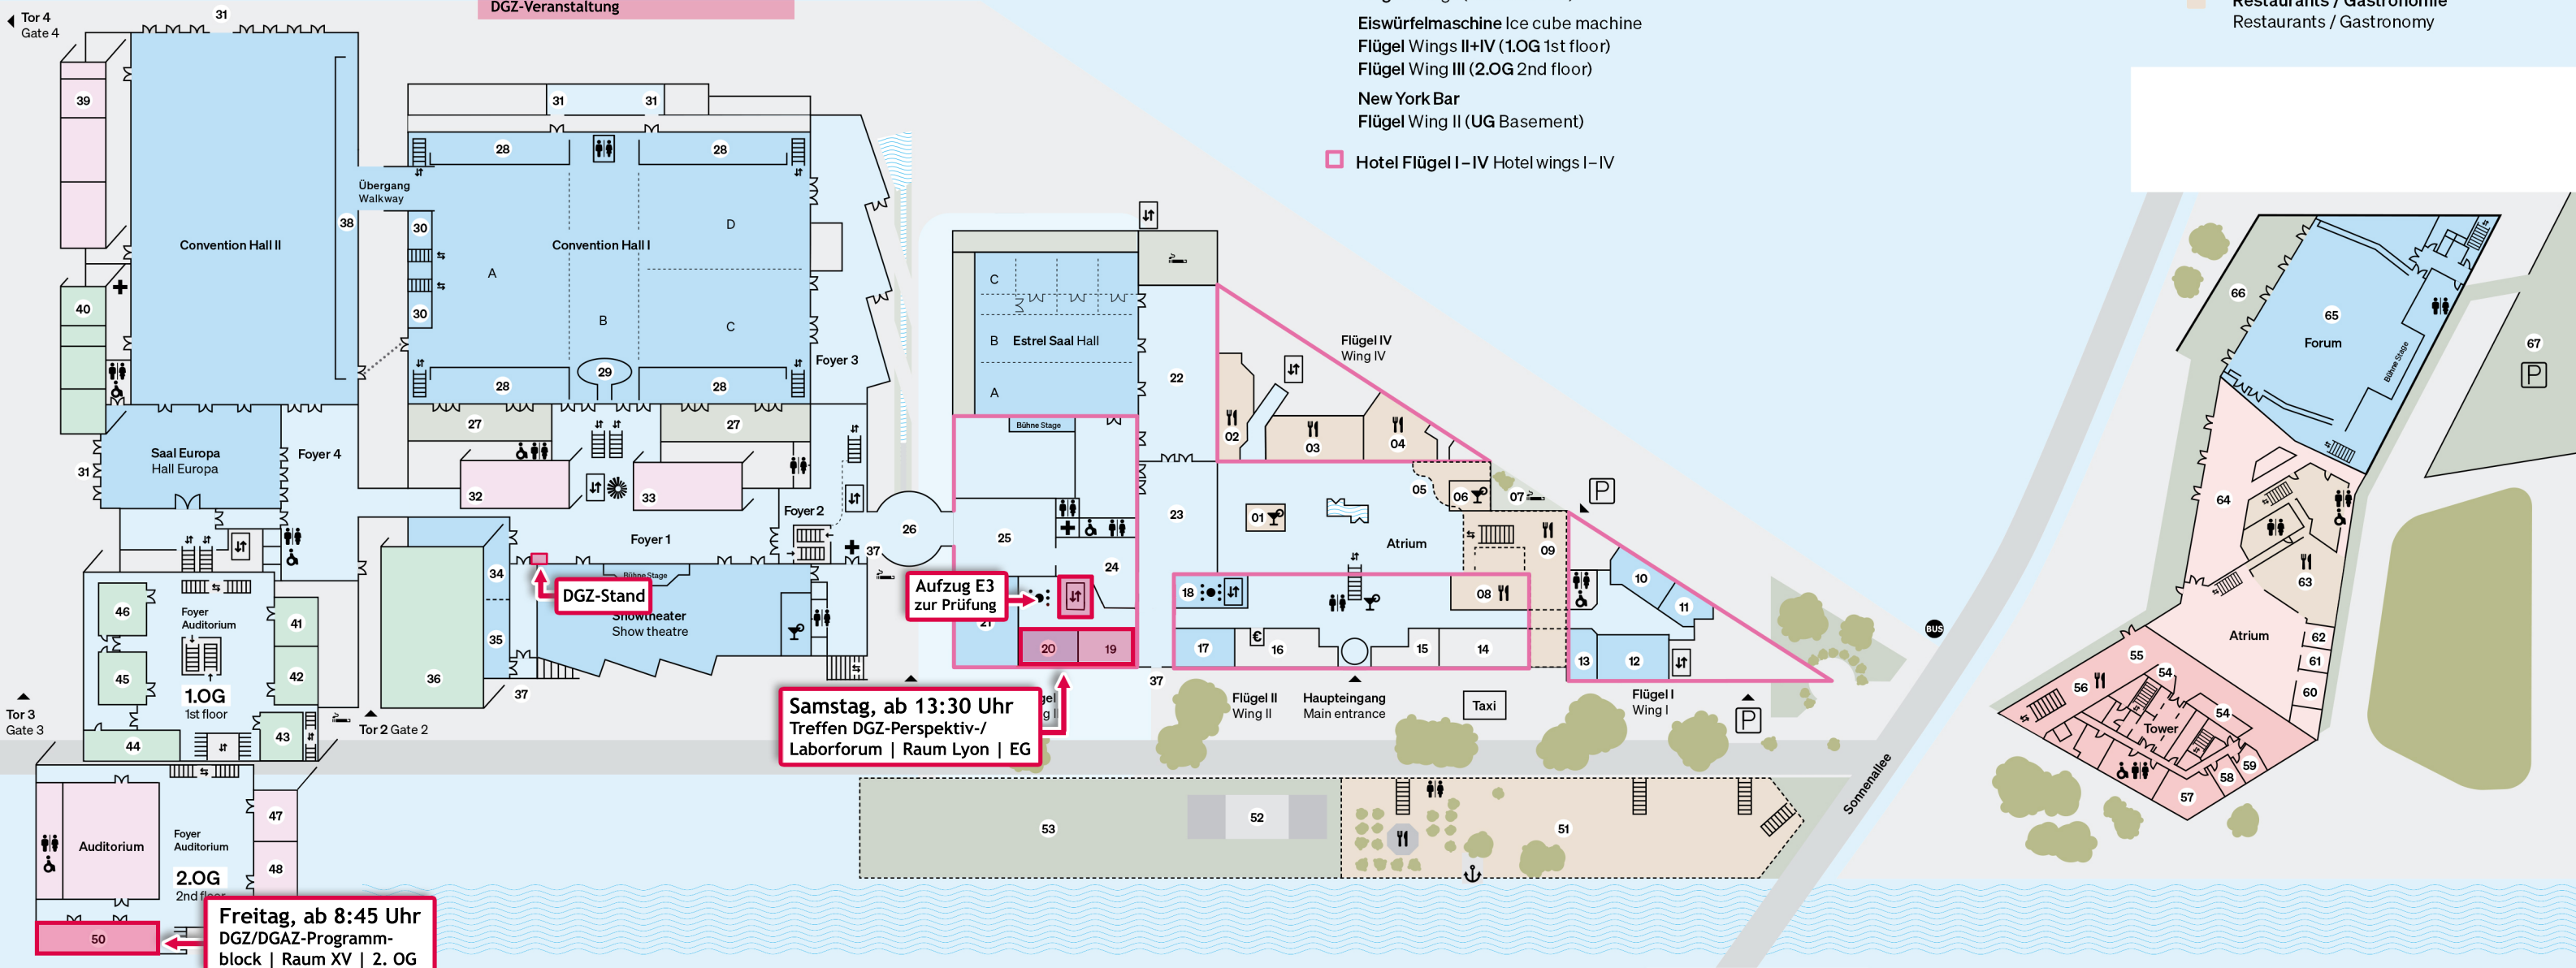 DGZ-Veranstaltung
Eiswürfelmaschine Ice cube machine
Flügel Wings II+IV (1.OG 1st floor)
Flügel Wing III (2.OG 2nd floor)
New York Bar
Flügel Wing II (UG Basement)
Hotel Flügel I – IV Hotel wings I – IV
Restaurants / Gastronomie
Restaurants / Gastronomy
Tor 4
Gate 4
31
39
40
38
Convention Hall II
Übergang
Walkway
31
31
28
28
30
30
Convention Hall I
A
B
C
D
28
29
28
Foyer 3
27
27
31
Saal Europa
Hall Europa
Foyer 4
32
33
Foyer 2
Foyer 1
37
26
34
35
36
37
Bühne Stage
DGZ-Stand
Showtheater
Show theatre
46
45
44
43
42
41
Foyer
Auditorium
1.OG
1st floor
Tor 3
Gate 3
Tor 2 Gate 2
Auditorium
Foyer
Auditorium
2.OG
47
48
50
Freitag, ab 8:45 Uhr
DGZ/DGAZ-Programm-
block | Raum XV | 2. OG
C
B
A
Estrel Saal Hall
Bühne Stage
22
23
25
24
21
20
19
Aufzug E3
zur Prüfung
Samstag, ab 13:30 Uhr
Treffen DGZ-Perspektiv-/
Laborforum | Raum Lyon | EG
37
Flügel IV
Wing IV
02
03
04
05
06
07
P
01
Atrium
09
08
18
17
€
16
15
14
10
11
13
12
Flügel II
Wing II
Haupteingang
Main entrance
Taxi
Flügel I
Wing I
P
BUS
Sonnenallee
53
52
51
66
65
Forum
Bühne Stage
67
P
64
63
Atrium
62
61
60
55
54
56
54
Tower
59
58
57